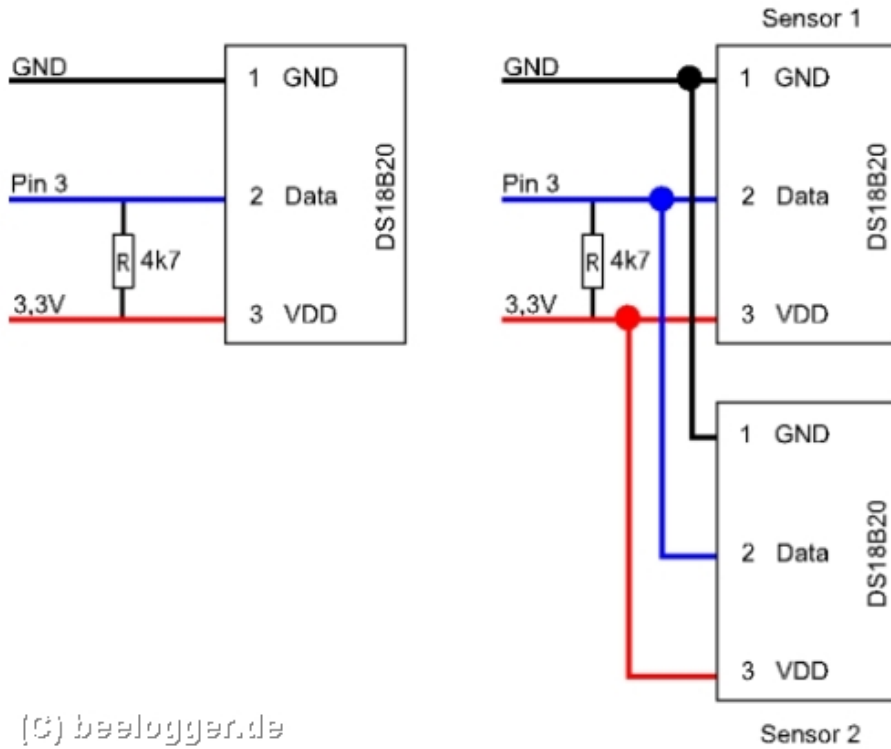 GND
1 GND
Pin 3
2 Data
DS18B20
R 4k7
3,3V
3 VDD
Sensor 1
GND
1 GND
Pin 3
2 Data
DS18B20
R 4k7
3,3V
3 VDD
1 GND
2 Data
DS18B20
3 VDD
Sensor 2
(C) beelogger.de